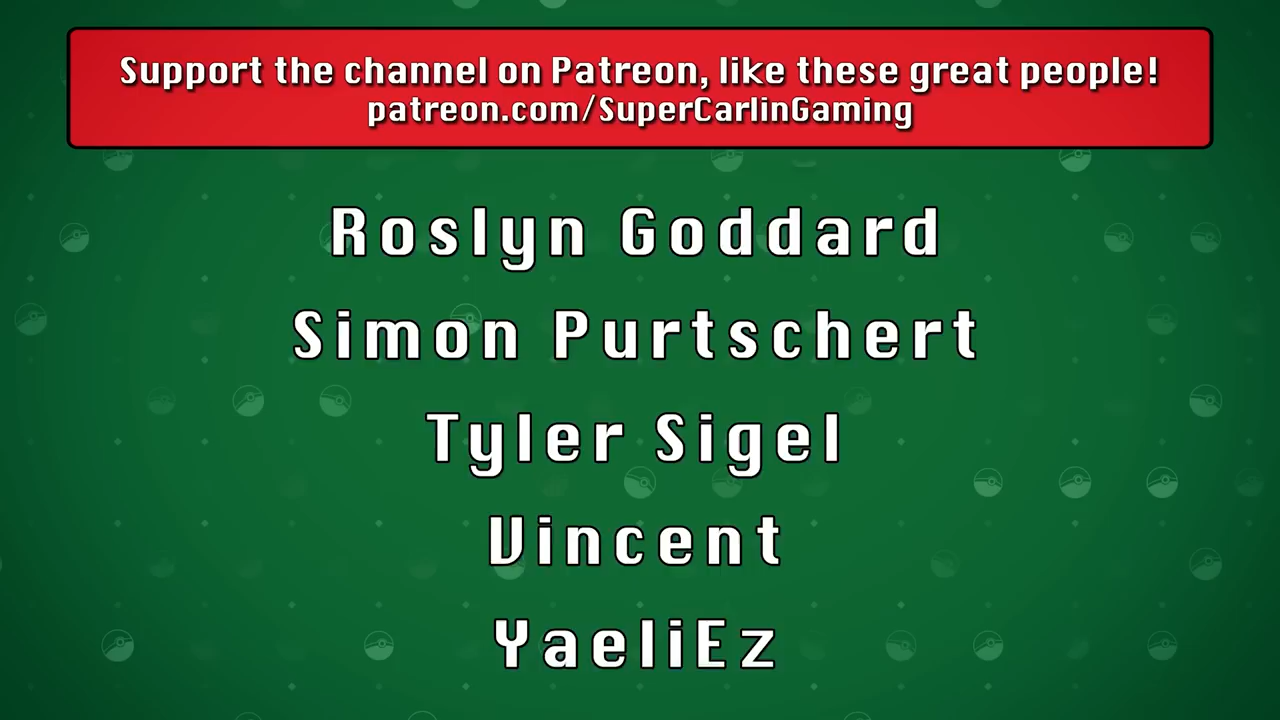 Support the channel on Patreon, like these great people!
patreon.com/SuperCarlinGaming
Roslyn Goddard
Simon Purtschert
Tyler Sigel
Vincent
YaeliEz